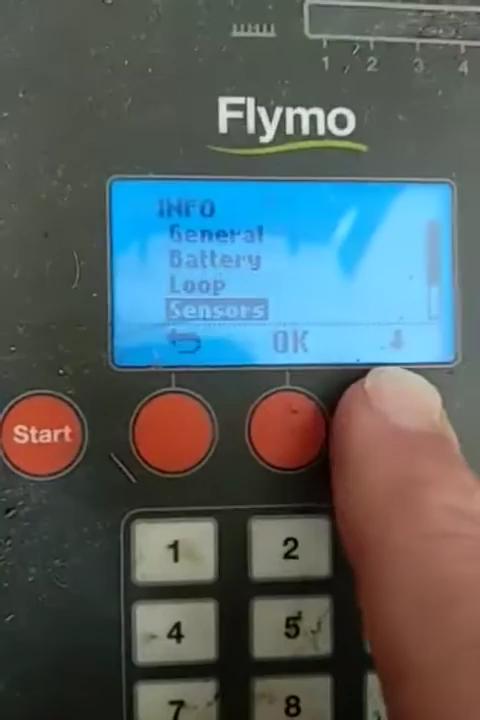 1 2 3 4
Flymo
INFO
General
Battery
Loop
Sensors
OK
Start
1 2
4 5
7 8